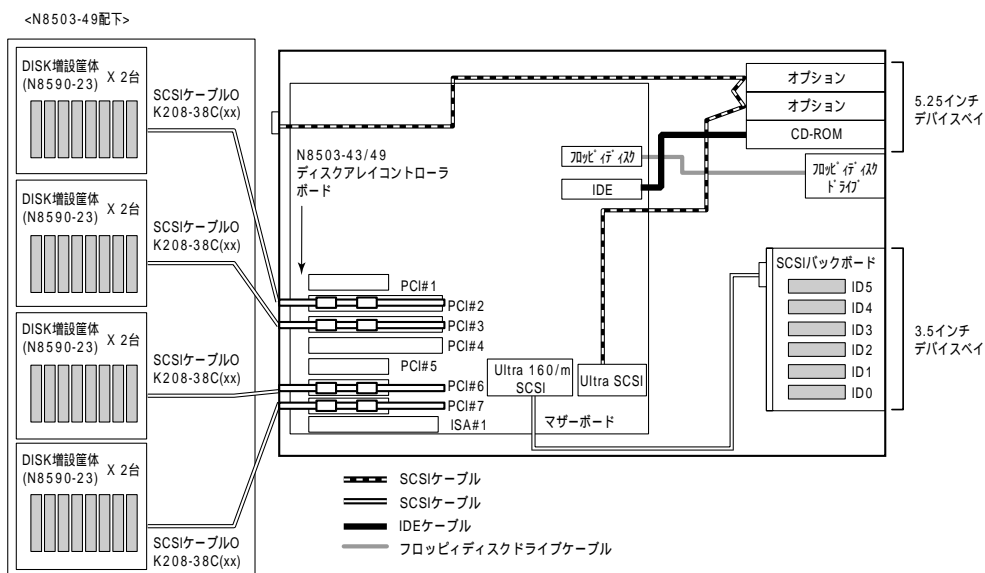 <N8503-49配下>
DISK増設筐体
(N8590-23)
X 2台
SCSIケーブルO
K208-38C(xx)
DISK増設筐体
(N8590-23)
X 2台
SCSIケーブルO
K208-38C(xx)
DISK増設筐体
(N8590-23)
X 2台
SCSIケーブルO
K208-38C(xx)
DISK増設筐体
(N8590-23)
X 2台
SCSIケーブルO
K208-38C(xx)
N8503-43/49
ディスクアレイコントローラ
ボード
PCI#1
PCI#2
PCI#3
PCI#4
PCI#5
PCI#6
PCI#7
ISA#1
フロッピィディスク
IDE
Ultra 160/m
SCSI
Ultra SCSI
マザーボード
オプション
オプション
CD-ROM
フロッピィディスク
ドライブ
5.25インチ
デバイスベイ
SCSIバックボード
ID5
ID4
ID3
ID2
ID1
ID0
3.5インチ
デバイスベイ
SCSIケーブル
SCSIケーブル
IDEケーブル
フロッピィディスクドライブケーブル